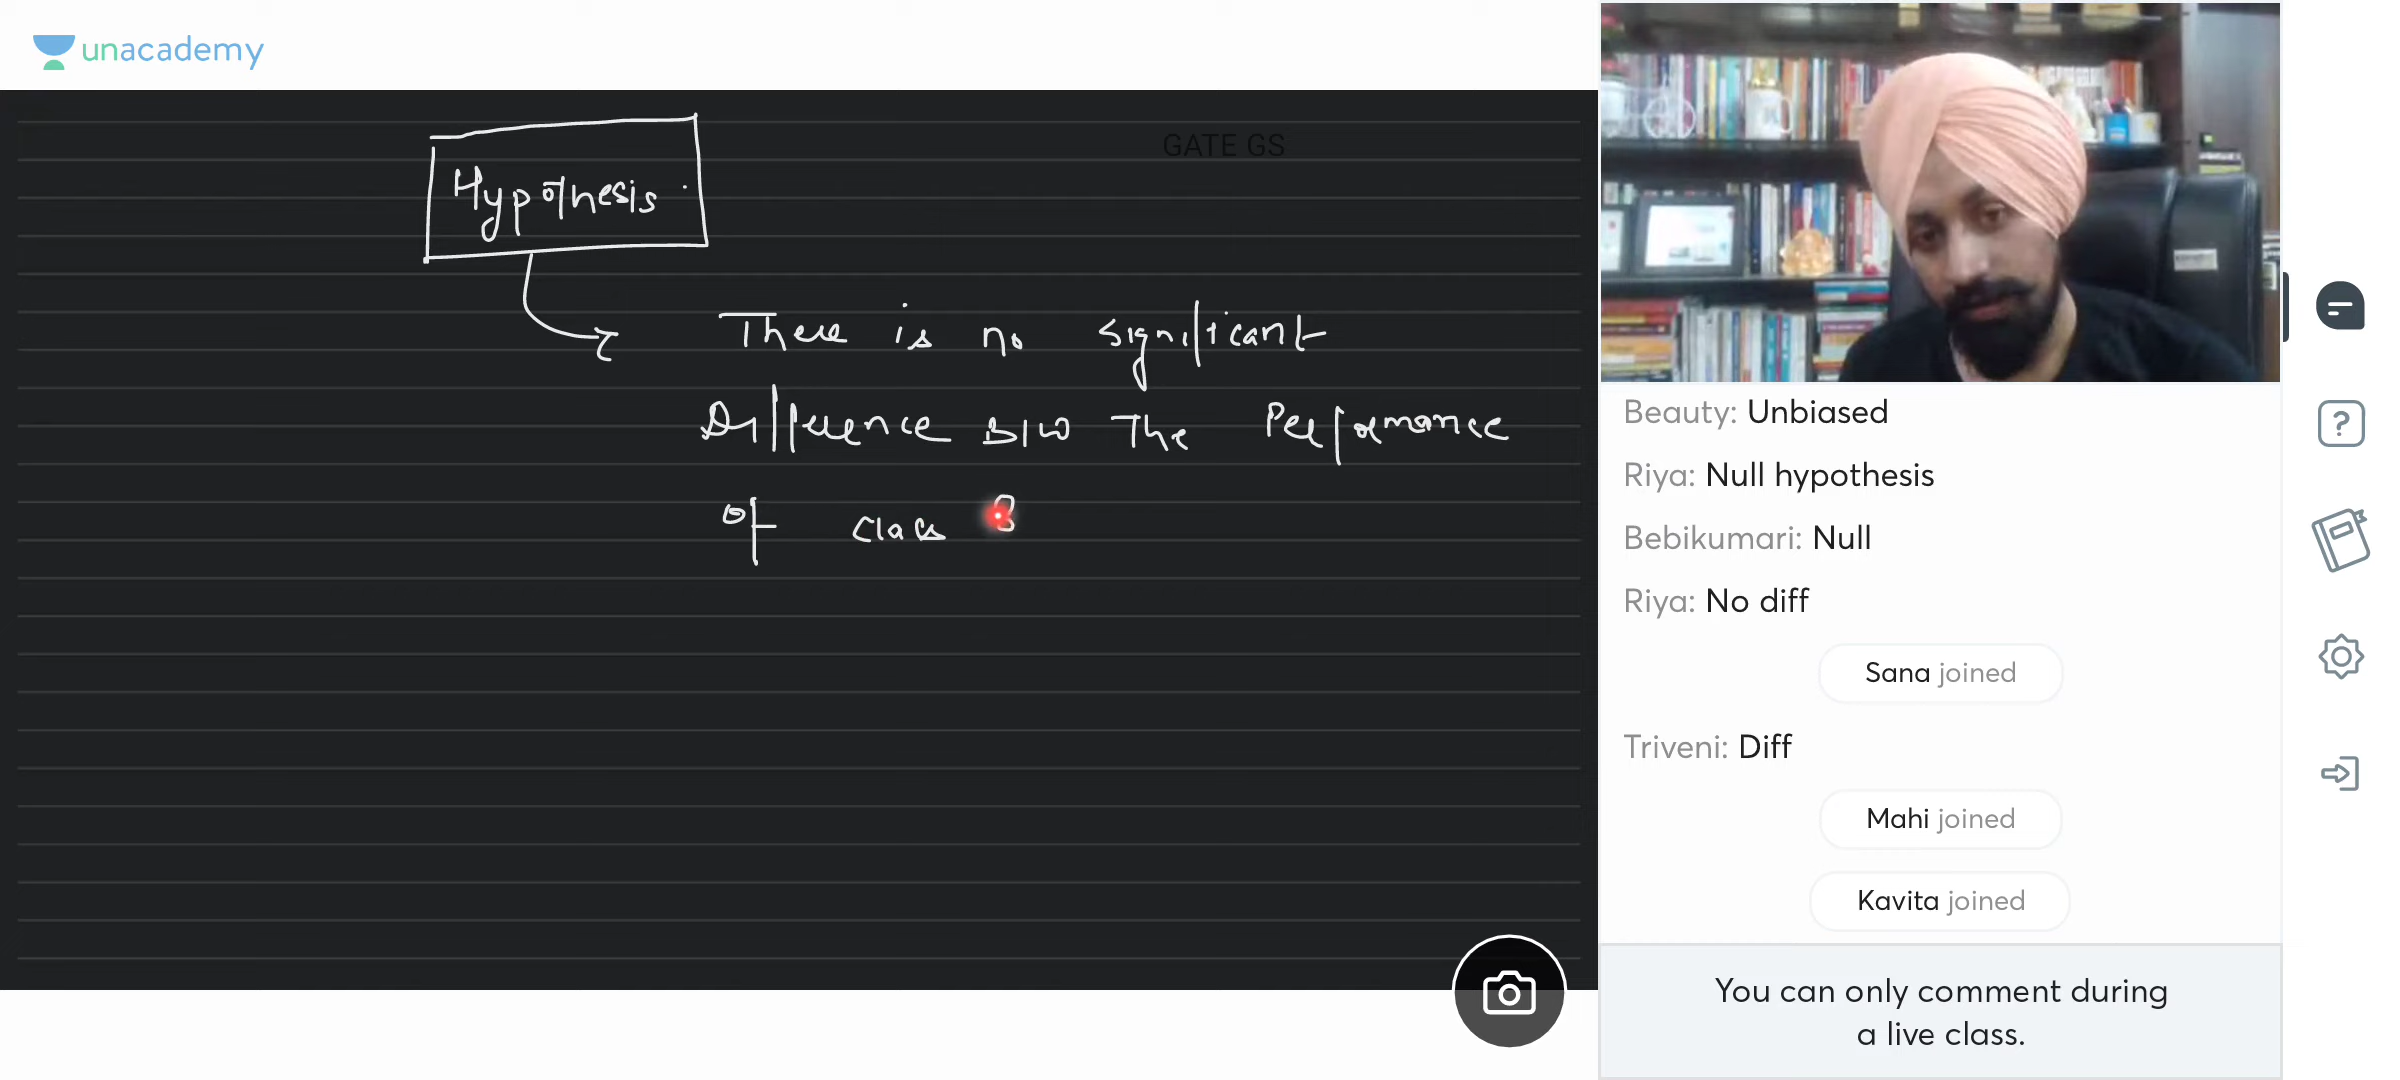 unacademy
GATE GS
Hypothesis
There is no significant
Difference B/w The Performance
of class 8
Beauty: Unbiased
Riya: Null hypothesis
Bebikumari: Null
Riya: No diff
Sana joined
Triveni: Diff
Mahi joined
Kavita joined
You can only comment during
a live class.